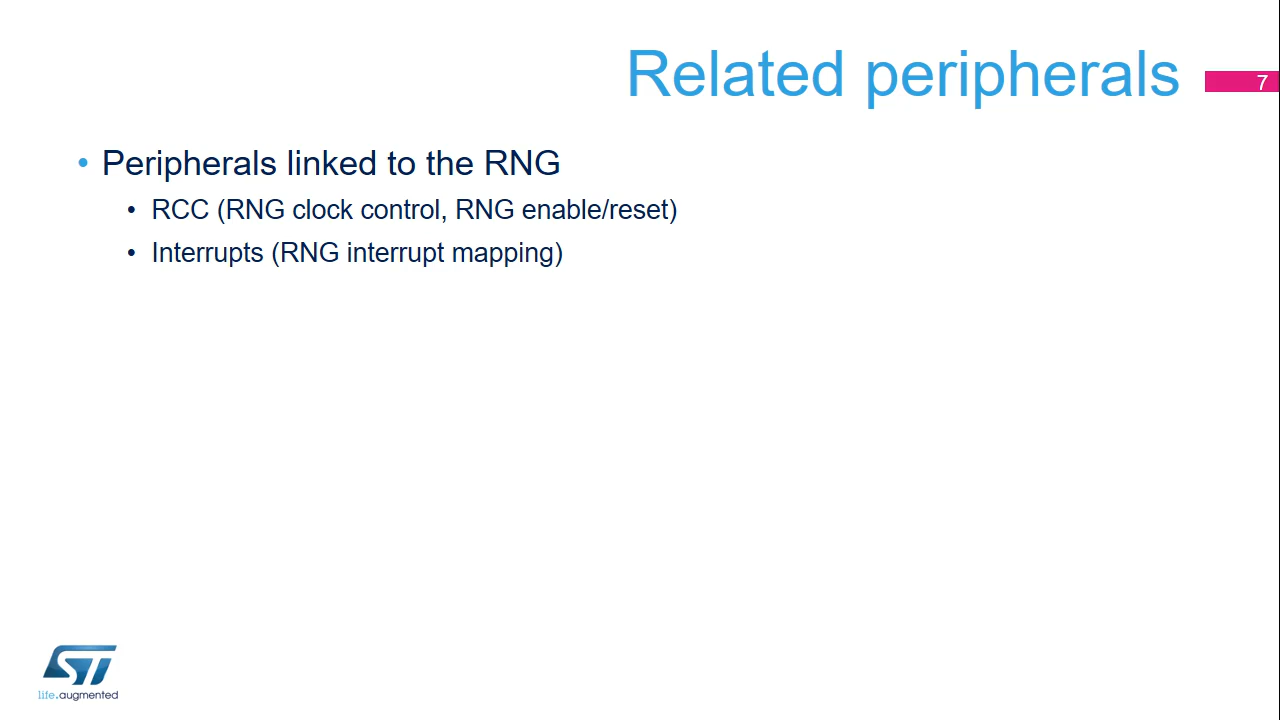 Related peripherals
7
• Peripherals linked to the RNG
• RCC (RNG clock control, RNG enable/reset)
• Interrupts (RNG interrupt mapping)
ST
life.augmented